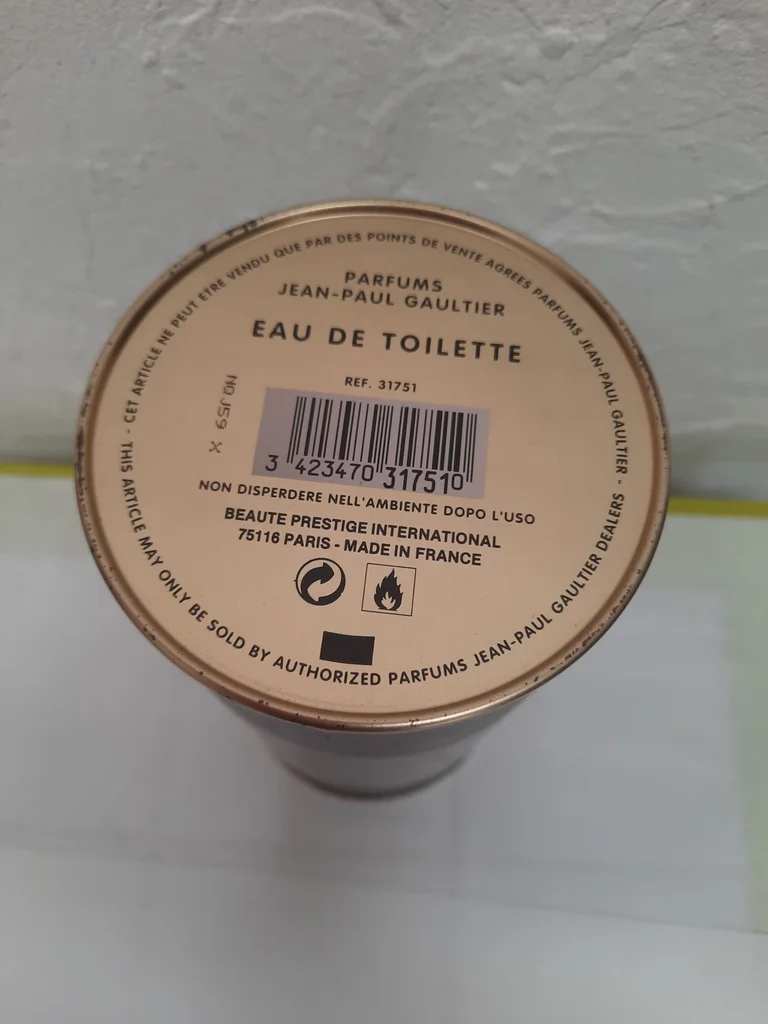 - CET ARTICLE NE PEUT ETRE VENDU QUE PAR DES POINTS DE VENTE AGREES PARFUMS JEAN-PAUL GAULTIER -
PARFUMS
JEAN-PAUL GAULTIER
EAU DE TOILETTE
REF. 31751
3 423470 317510
NON DISPERDERE NELL'AMBIENTE DOPO L'USO
BEAUTE PRESTIGE INTERNATIONAL
75116 PARIS - MADE IN FRANCE
THIS ARTICLE MAY ONLY BE SOLD BY AUTHORIZED PARFUMS JEAN-PAUL GAULTIER DEALERS